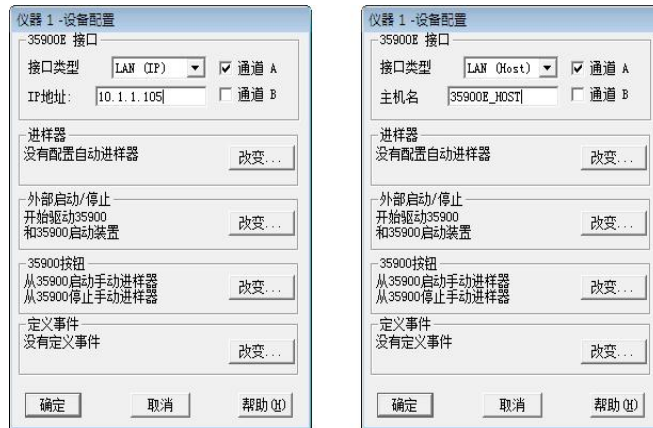 仪器 1 -设备配置
35900E 接口
接口类型 LAN (IP) 通道 A
IP地址: 10.1.1.105 通道 B
进样器
没有配置自动进样器
改变...
外部启动/停止
开始驱动35900
和35900启动装置
改变...
35900按钮
从35900启动手动进样器
从35900停止手动进样器
改变...
定义事件
没有定义事件
改变...
确定 取消 帮助(H)
仪器 1 -设备配置
35900E 接口
接口类型 LAN (Host) 通道 A
主机名 35900E_HOST 通道 B
进样器
没有配置自动进样器
改变...
外部启动/停止
开始驱动35900
和35900启动装置
改变...
35900按钮
从35900启动手动进样器
从35900停止手动进样器
改变...
定义事件
没有定义事件
改变...
确定 取消 帮助(H)